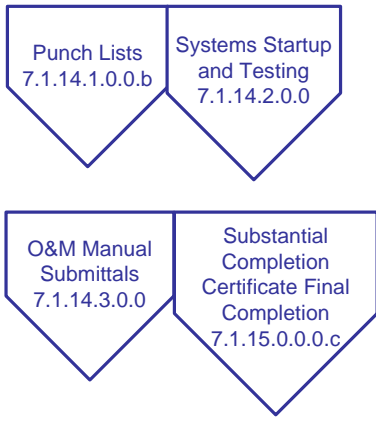 Punch Lists
7.1.14.1.0.0.b
Systems Startup
and Testing
7.1.14.2.0.0
O&M Manual
Submittals
7.1.14.3.0.0
Substantial
Completion
Certificate Final
Completion
7.1.15.0.0.0.c